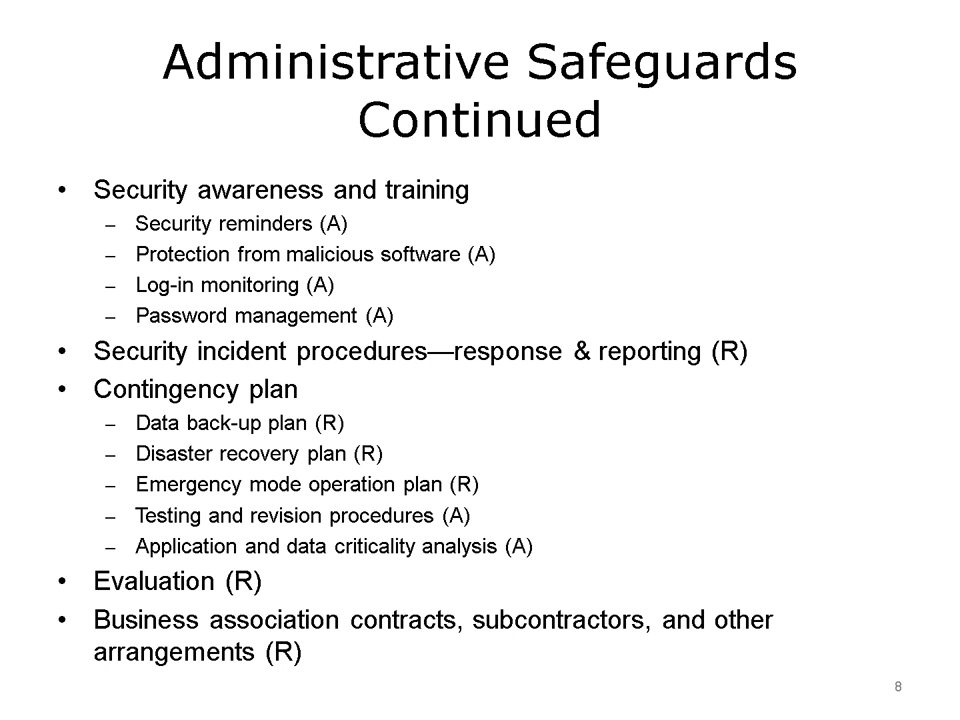 Administrative Safeguards
Continued
• Security awareness and training
– Security reminders (A)
– Protection from malicious software (A)
– Log-in monitoring (A)
– Password management (A)
• Security incident procedures—response & reporting (R)
• Contingency plan
– Data back-up plan (R)
– Disaster recovery plan (R)
– Emergency mode operation plan (R)
– Testing and revision procedures (A)
– Application and data criticality analysis (A)
• Evaluation (R)
• Business association contracts, subcontractors, and other
arrangements (R)
8